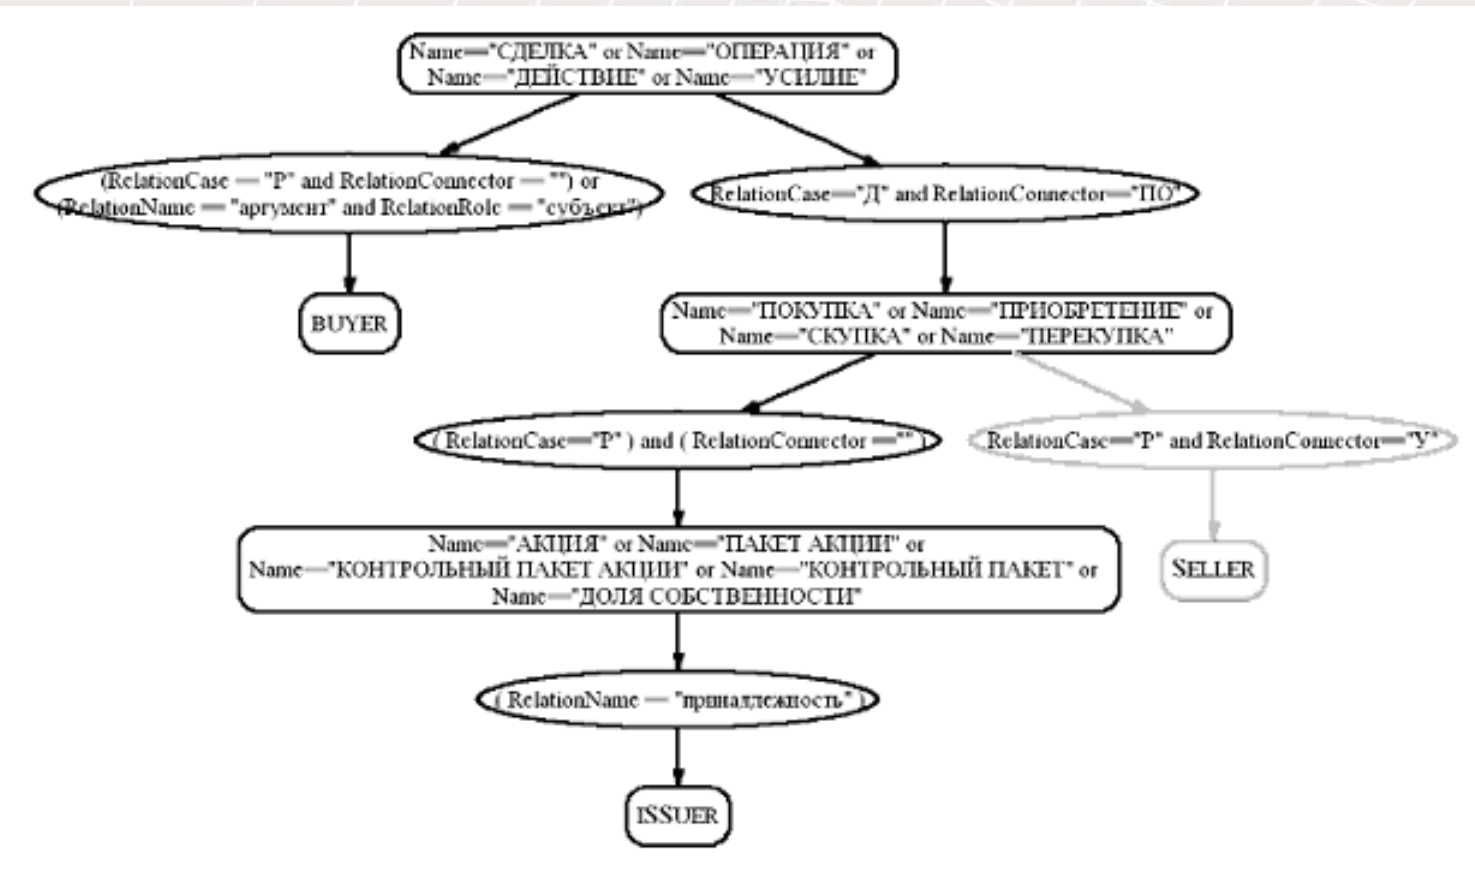 Name=="СДЕЛКА" or Name=="ОПЕРАЦИЯ" or
Name=="ДЕЙСТВИЕ" or Name=="УСИЛИЕ"
(RelationCase == "Р" and RelationConnector == "") or
(RelationName == "аргумент" and RelationRole == "субъект")
RelationCase=="Д" and RelationConnector=="ПО"
BUYER
Name=="ПОКУПКА" or Name=="ПРИОБРЕТЕНИЕ" or
Name=="СКУПКА" or Name=="ПЕРЕКУПКА"
( RelationCase=="Р" ) and ( RelationConnector =="" )
RelationCase=="Р" and RelationConnector=="У"
Name=="АКЦИЯ" or Name=="ПАКЕТ АКЦИИ" or
Name=="КОНТРОЛЬНЫЙ ПАКЕТ АКЦИИ" or Name=="КОНТРОЛЬНЫЙ ПАКЕТ" or
Name=="ДОЛЯ СОБСТВЕННОСТИ"
SELLER
( RelationName == "принадлежность" )
ISSUER